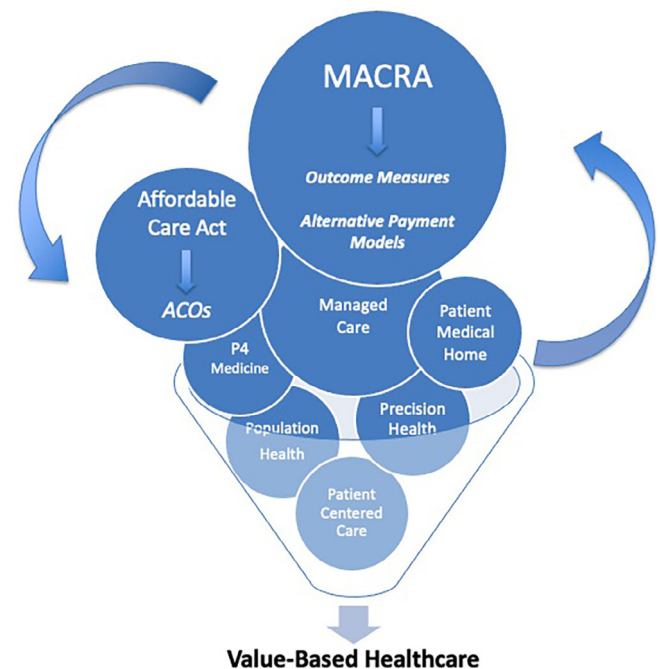 MACRA
Outcome Measures
Alternative Payment
Models
Affordable
Care Act
ACOs
Managed
Care
Patient
Medical
Home
P4
Medicine
Precision
Health
Population
Health
Patient
Centered
Care
Value-Based Healthcare